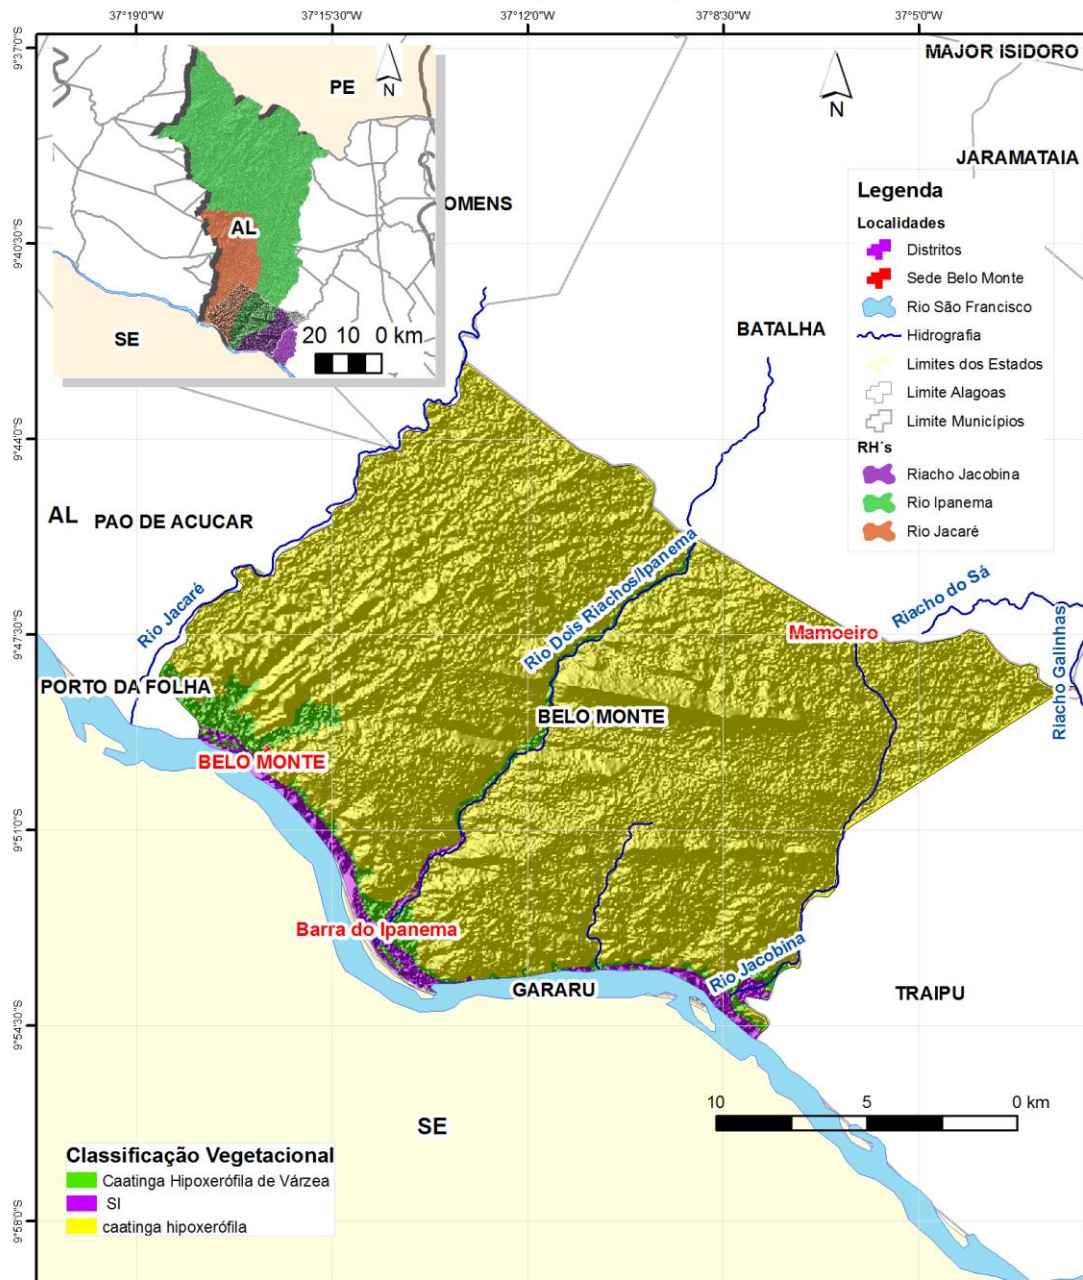 37°19'0"W
37°15'30"W
37°12'0"W
37°8'30"W
37°5'0"W
9°37'0"S
9°40'30"S
9°44'0"S
9°47'30"S
9°51'0"S
9°54'30"S
9°58'0"S
PE
N
AL
SE
20 10 0 km
OMENS
N
MAJOR ISIDORO
JARAMATAIA
BATALHA
Legenda
Localidades
Distritos
Sede Belo Monte
Rio São Francisco
Hidrografia
Limites dos Estados
Limite Alagoas
Limite Municípios
RH´s
Riacho Jacobina
Rio Ipanema
Rio Jacaré
AL
PAO DE ACUCAR
Rio Jacaré
Rio Dois Riachos/Ipanema
Riacho do Sá
Riacho Galinhas
Mamoeiro
PORTO DA FOLHA
BELO MONTE
BELO MONTE
Barra do Ipanema
Rio Jacobina
GARARU
TRAIPU
10 5 0 km
SE
Classificação Vegetacional
Caatinga Hipoxerófila de Várzea
SI
caatinga hipoxerófila